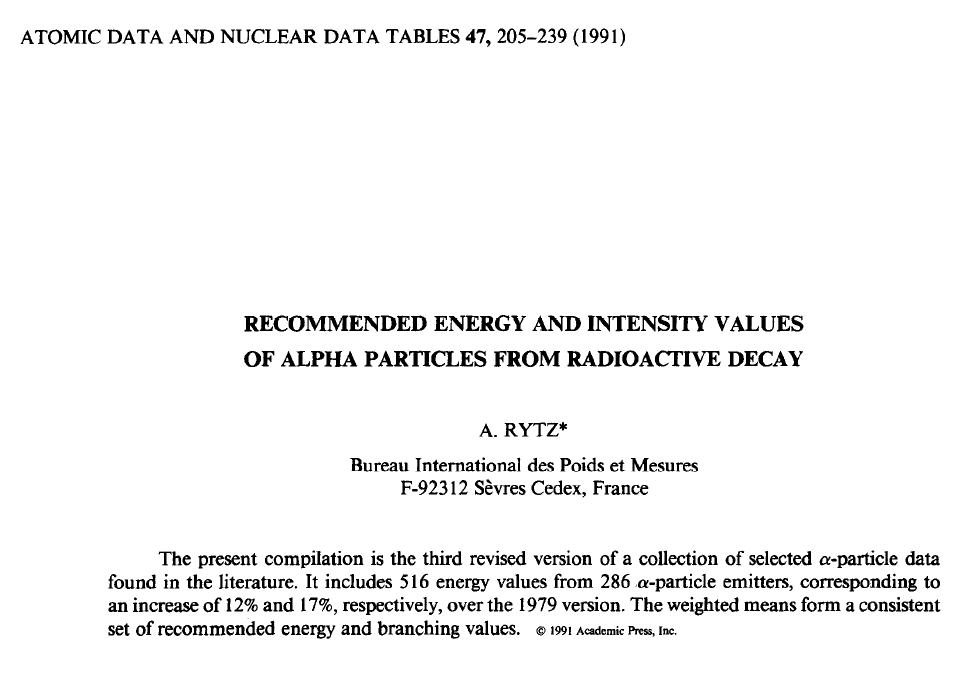 ATOMIC DATA AND NUCLEAR DATA TABLES 47, 205–239 (1991)
RECOMMENDED ENERGY AND INTENSITY VALUES
OF ALPHA PARTICLES FROM RADIOACTIVE DECAY
A. RYTZ*
Bureau International des Poids et Mesures
F-92312 Sèvres Cedex, France
The present compilation is the third revised version of a collection of selected α-particle data
found in the literature. It includes 516 energy values from 286 α-particle emitters, corresponding to
an increase of 12% and 17%, respectively, over the 1979 version. The weighted means form a consistent
set of recommended energy and branching values. © 1991 Academic Press, Inc.